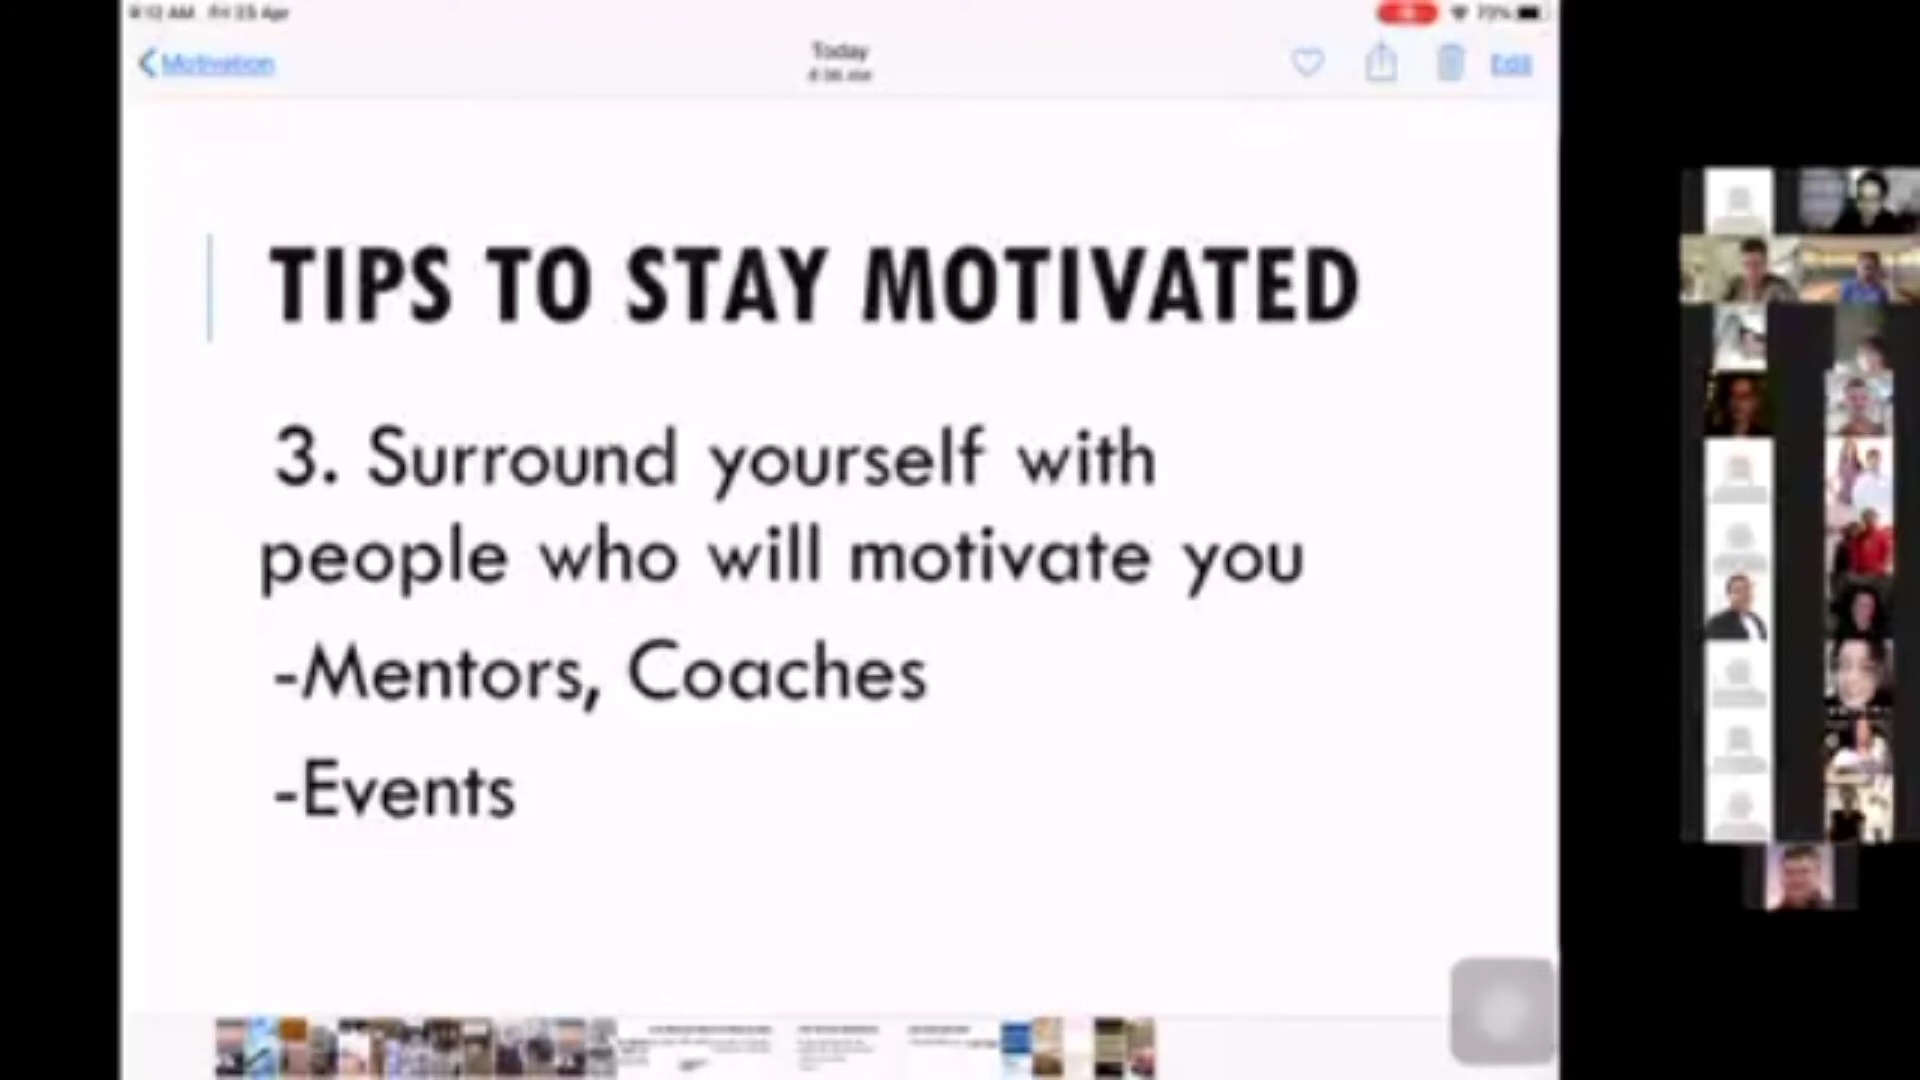 Motivation
Today
Edit
TIPS TO STAY MOTIVATED
3. Surround yourself with
people who will motivate you
-Mentors, Coaches
-Events